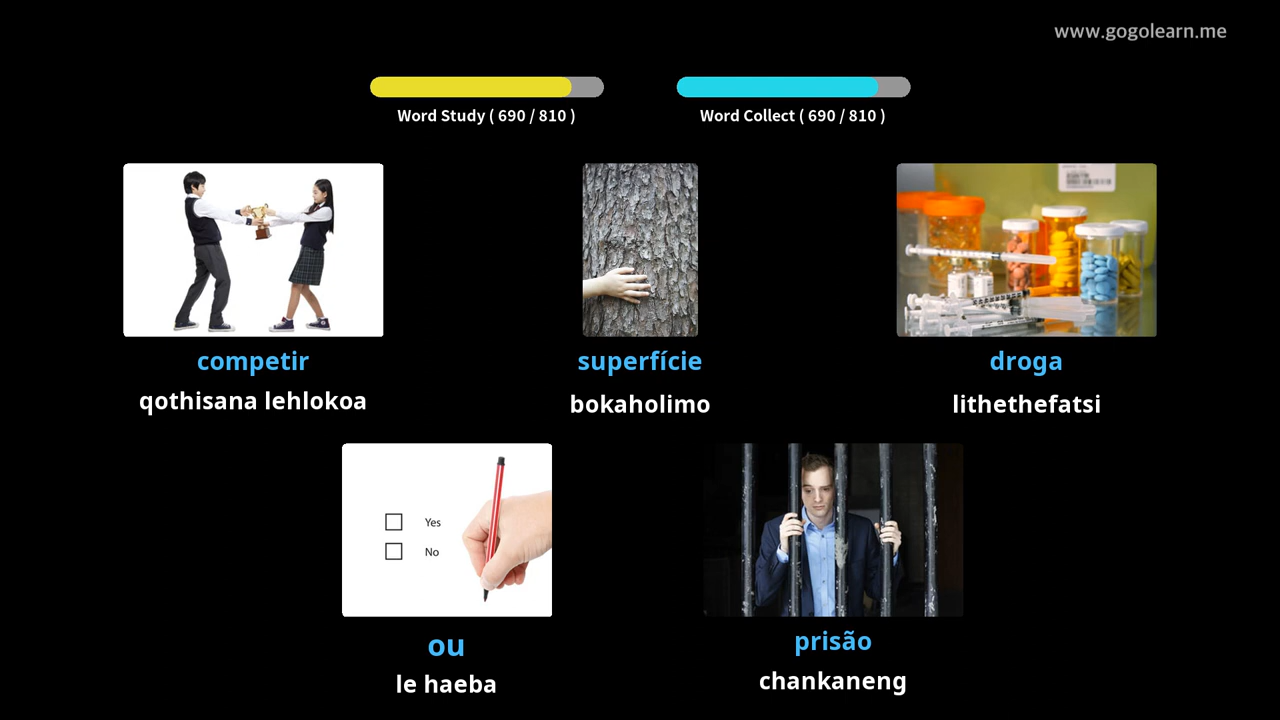 www.gogolearn.me
Word Study ( 690 / 810 )
Word Collect ( 690 / 810 )
competir
qothisana lehlokoa
superfície
bokaholimo
droga
lithethefatsi
Yes
No
ou
le haeba
prisão
chankaneng